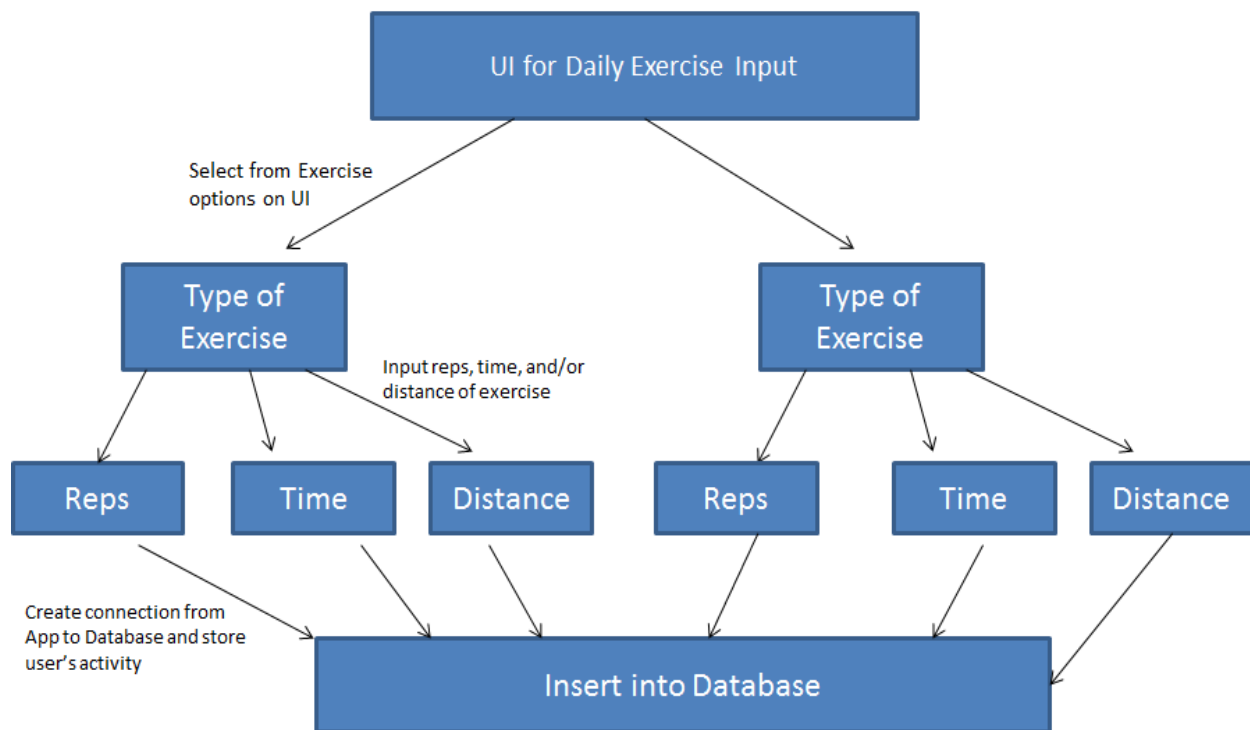 UI for Daily Exercise Input
Select from Exercise
options on UI
Type of
Exercise
Type of
Exercise
Input reps, time, and/or
distance of exercise
Reps
Time
Distance
Reps
Time
Distance
Create connection from
App to Database and store
user's activity
Insert into Database